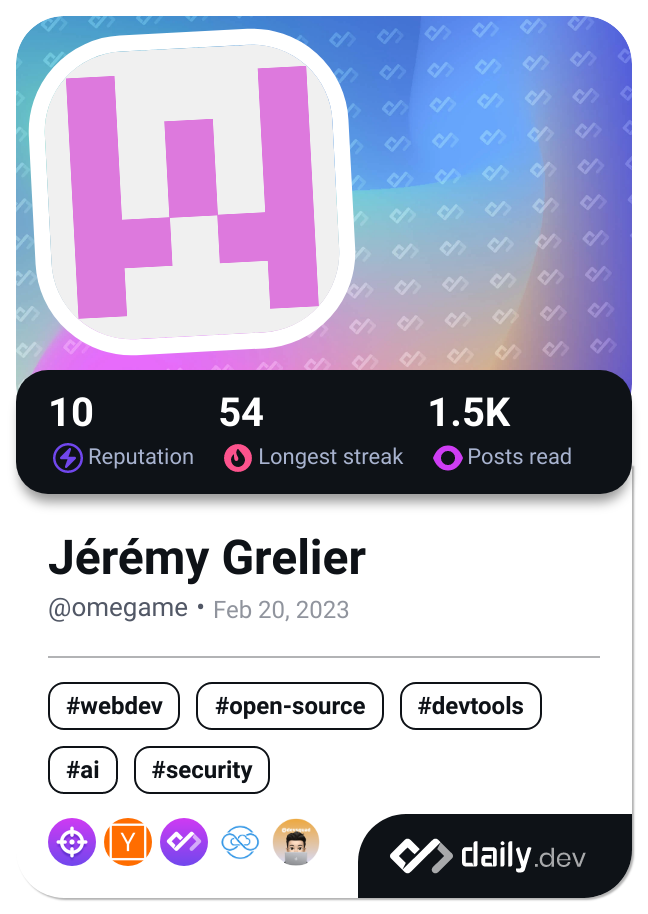 10 54 1.5K
Reputation Longest streak Posts read
Jérémy Grelier
@omegame • Feb 20, 2023
#webdev #open-source #devtools
#ai #security
Y
daily.dev